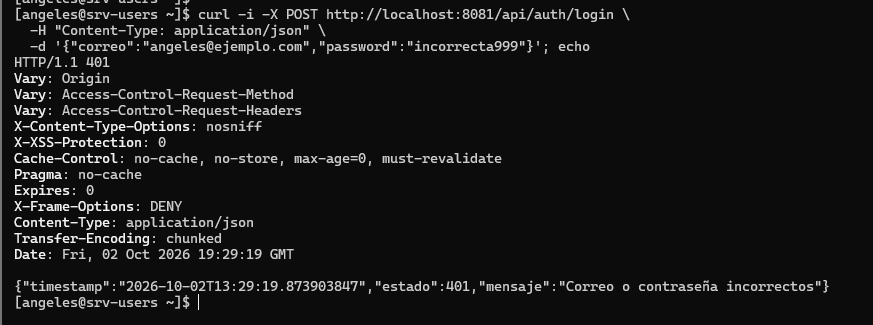 [angeles@srv-users ~]$
[angeles@srv-users ~]$ curl -i -X POST http://localhost:8081/api/auth/login \
  -H "Content-Type: application/json" \
  -d '{"correo":"angeles@ejemplo.com","password":"incorrecta999"}'; echo
HTTP/1.1 401
Vary: Origin
Vary: Access-Control-Request-Method
Vary: Access-Control-Request-Headers
X-Content-Type-Options: nosniff
X-XSS-Protection: 0
Cache-Control: no-cache, no-store, max-age=0, must-revalidate
Pragma: no-cache
Expires: 0
X-Frame-Options: DENY
Content-Type: application/json
Transfer-Encoding: chunked
Date: Fri, 02 Oct 2026 19:29:19 GMT
{"timestamp":"2026-10-02T13:29:19.873903847","estado":401,"mensaje":"Correo o contraseña incorrectos"}
[angeles@srv-users ~]$